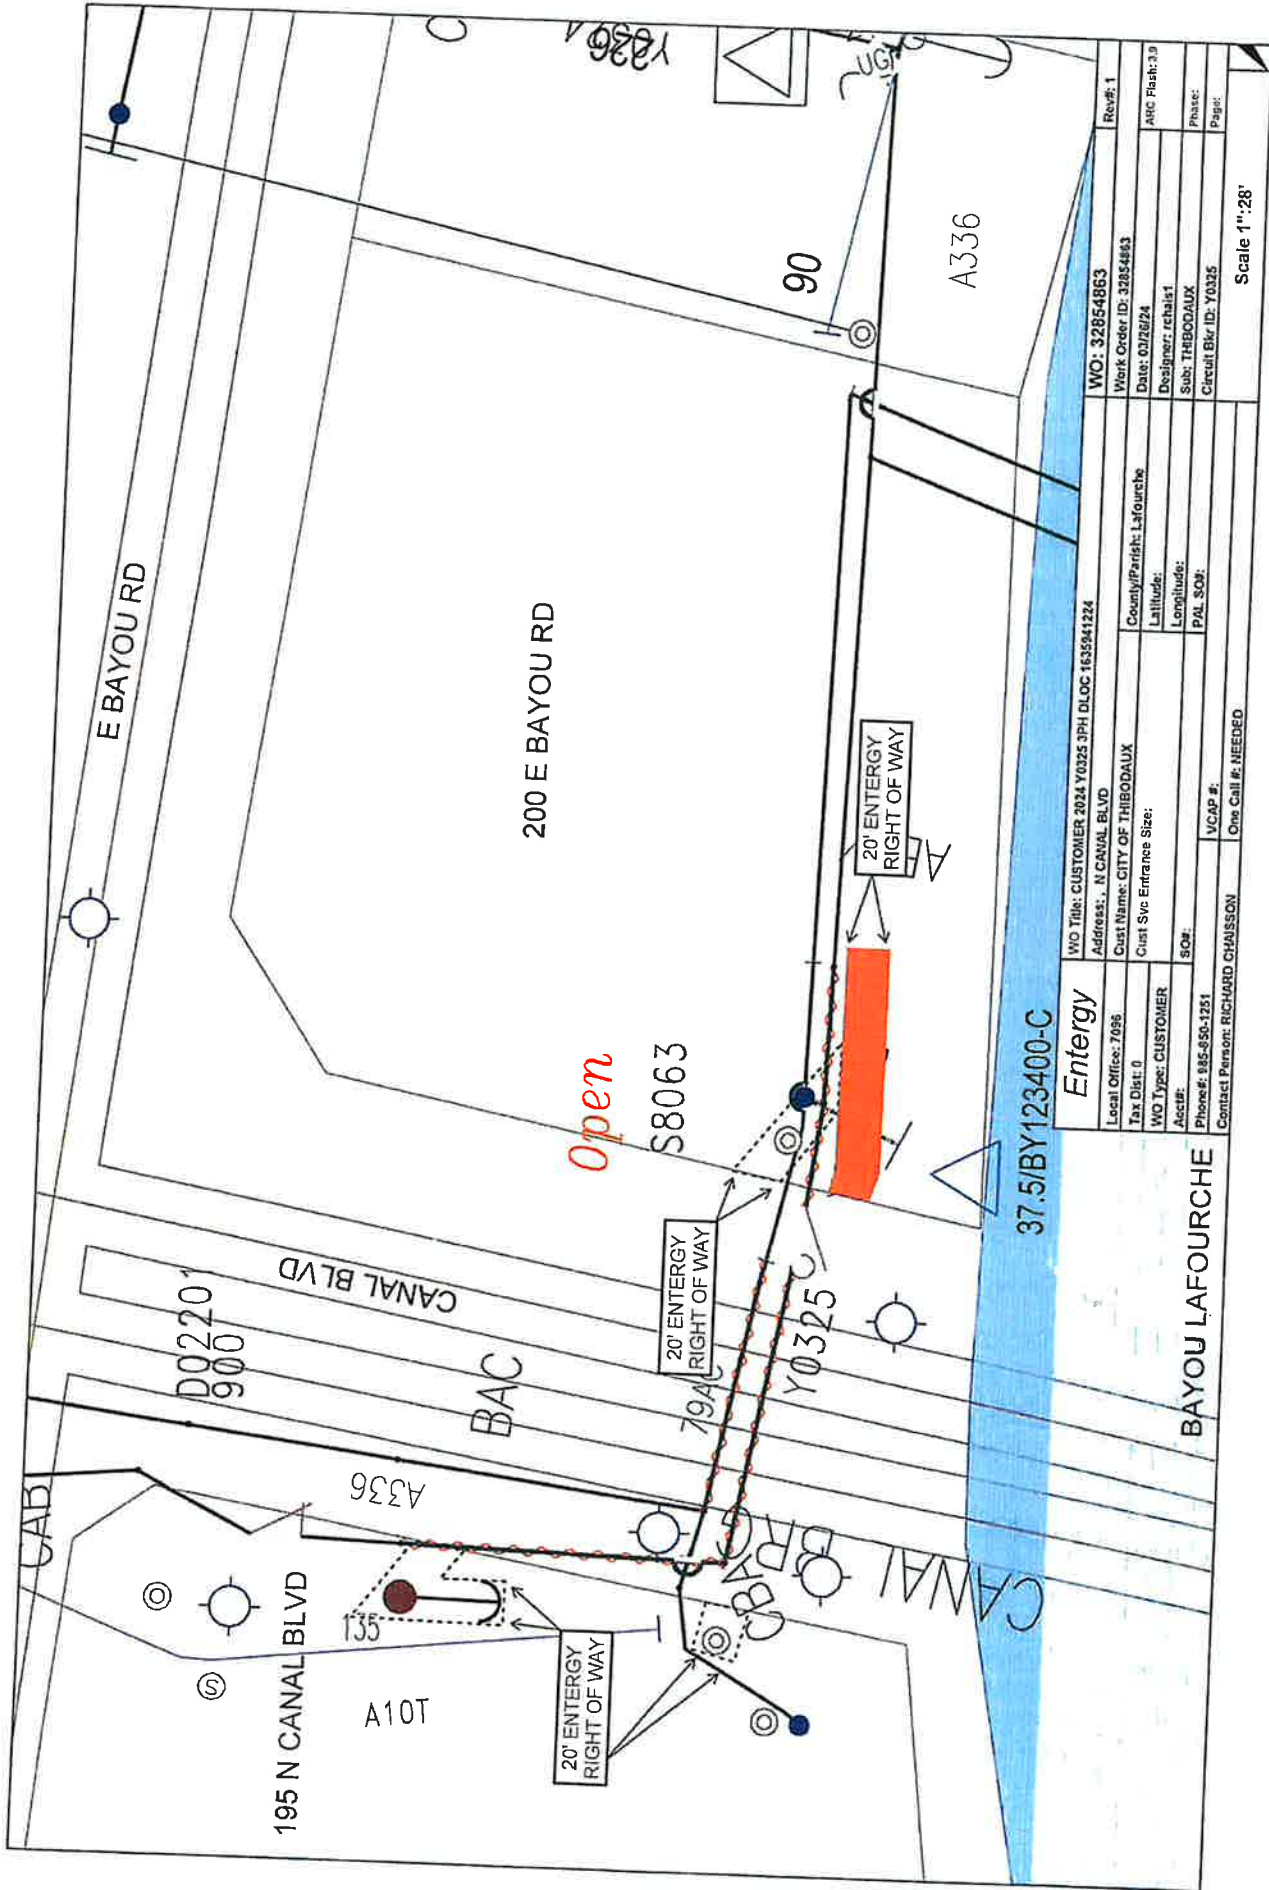 E BAYOU RD
200 E BAYOU RD
CANAL BLVD
D02201
900
BAC
A336
CAB
195 N CANAL BLVD
135
A10T
Open
S8063
20' ENTERGY
RIGHT OF WAY
20' ENTERGY
RIGHT OF WAY
20' ENTERGY
RIGHT OF WAY
Y0325
C
CANAL
90
A336
UG
S
37.5/BY123400-C
BAYOU LAFOURCHE
Entergy
WO Title: CUSTOMER 2024 Y0325 3PH DLOC 1635941224
WO: 32854863
Rev#: 1
Local Office: 7096
Address: , N CANAL BLVD
Work Order ID: 32854863
Tax Dist: 0
Cust Name: CITY OF THIBODAUX
County/Parish: Lafourche
Date: 03/26/24
ARC Flash: 3.9
WO Type: CUSTOMER
Cust Svc Entrance Size:
Latitude:
Designer: rchais1
Acct#:
SO#:
Longitude:
Sub: THIBODAUX
Phase:
Phone#: 985-850-1251
VCAP #:
PAL SO#:
Circuit Bkr ID: Y0325
Page:
Contact Person: RICHARD CHAISSON
One Call #: NEEDED
Scale 1":28'